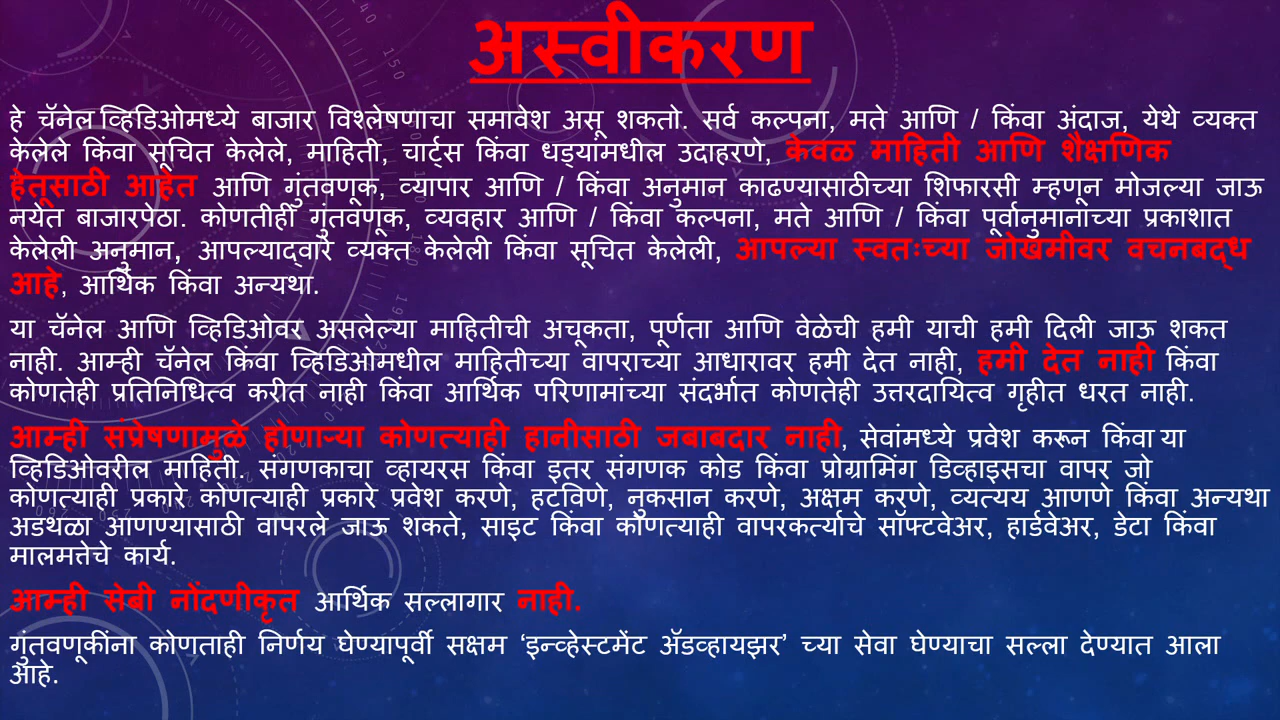 अस्वीकरण
हे चॅनेल व्हिडिओमध्ये बाजार विश्लेषणाचा समावेश असू शकतो. सर्व कल्पना, मते आणि / किंवा अंदाज, येथे व्यक्त
केलेले किंवा सूचित केलेले, माहिती, चार्ट्स किंवा धड्यांमधील उदाहरणे, केवळ माहिती आणि शैक्षणिक
हेतूसाठी आहेत आणि गुंतवणूक, व्यापार आणि / किंवा अनुमान काढण्यासाठीच्या शिफारसी म्हणून मोजल्या जाऊ
नयेत बाजारपेठा. कोणतीही गुंतवणूक, व्यवहार आणि / किंवा कल्पना, मते आणि / किंवा पूर्वानुमानांच्या प्रकाशात
केलेली अनुमान, आपल्याद्वारे व्यक्त केलेली किंवा सूचित केलेली, आपल्या स्वतःच्या जोखमीवर वचनबद्ध
आहे, आर्थिक किंवा अन्यथा.
या चॅनेल आणि व्हिडिओवर असलेल्या माहितीची अचूकता, पूर्णता आणि वेळेची हमी याची हमी दिली जाऊ शकत
नाही. आम्ही चॅनेल किंवा व्हिडिओमधील माहितीच्या वापराच्या आधारावर हमी देत नाही, हमी देत नाही किंवा
कोणतेही प्रतिनिधित्व करीत नाही किंवा आर्थिक परिणामांच्या संदर्भात कोणतेही उत्तरदायित्व गृहीत धरत नाही.
आम्ही संप्रेषणामुळे होणाऱ्या कोणत्याही हानीसाठी जबाबदार नाही, सेवांमध्ये प्रवेश करून किंवा या
व्हिडिओवरील माहिती. संगणकाचा व्हायरस किंवा इतर संगणक कोड किंवा प्रोग्रामिंग डिव्हाइसचा वापर जो
कोणत्याही प्रकारे कोणत्याही प्रकारे प्रवेश करणे, हटविणे, नुकसान करणे, अक्षम करणे, व्यत्यय आणणे किंवा अन्यथा
अडथळा आणण्यासाठी वापरले जाऊ शकते, साइट किंवा कोणत्याही वापरकर्त्याचे सॉफ्टवेअर, हार्डवेअर, डेटा किंवा
मालमत्तेचे कार्य.
आम्ही सेबी नोंदणीकृत आर्थिक सल्लागार नाही.
गुंतवणूकींना कोणताही निर्णय घेण्यापूर्वी सक्षम ‘इन्व्हेस्टमेंट ॲडव्हायझर’ च्या सेवा घेण्याचा सल्ला देण्यात आला
आहे.